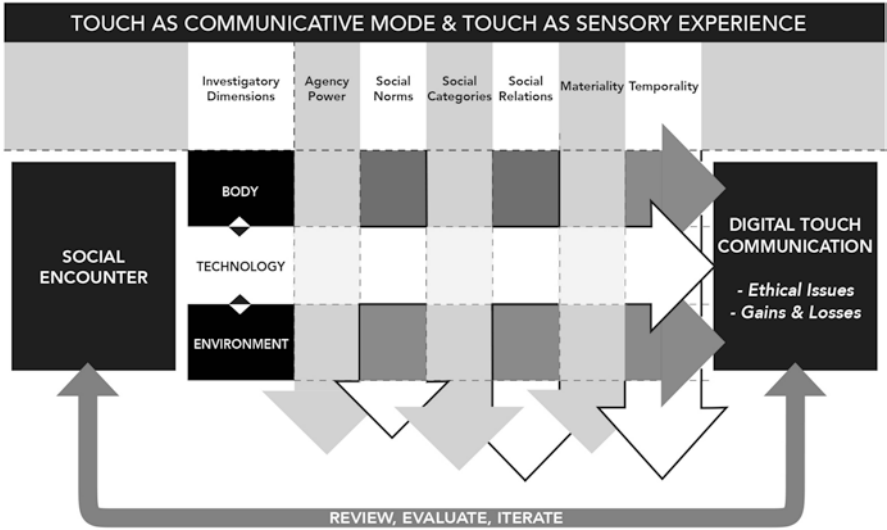 TOUCH AS COMMUNICATIVE MODE & TOUCH AS SENSORY EXPERIENCE
Investigatory
Dimensions
Agency
Power
Social
Norms
Social
Categories
Social
Relations
Materiality
Temporality
SOCIAL
ENCOUNTER
BODY
TECHNOLOGY
ENVIRONMENT
DIGITAL TOUCH
COMMUNICATION
- Ethical Issues
- Gains & Losses
REVIEW, EVALUATE, ITERATE